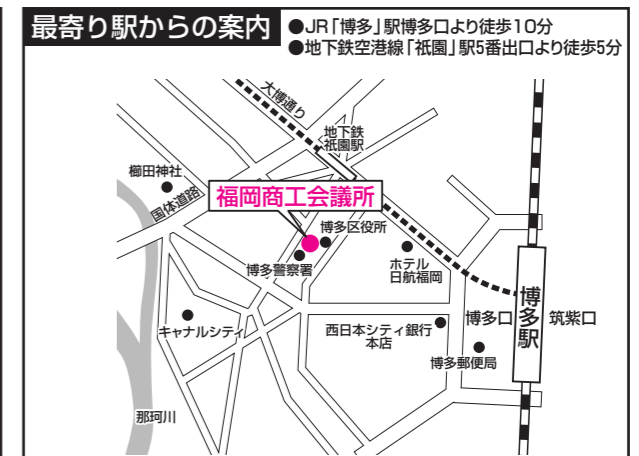 最寄り駅からの案内
●JR「博多」駅博多口より徒歩10分
●地下鉄空港線「祇園」駅5番出口より徒歩5分
大博通り
地下鉄
祇園駅
櫛田神社
国体道路
福岡商工会議所
博多区役所
博多警察署
ホテル
日航福岡
キャナルシティ
西日本シティ銀行
本店
博多口
博多駅
筑紫口
博多郵便局
那珂川